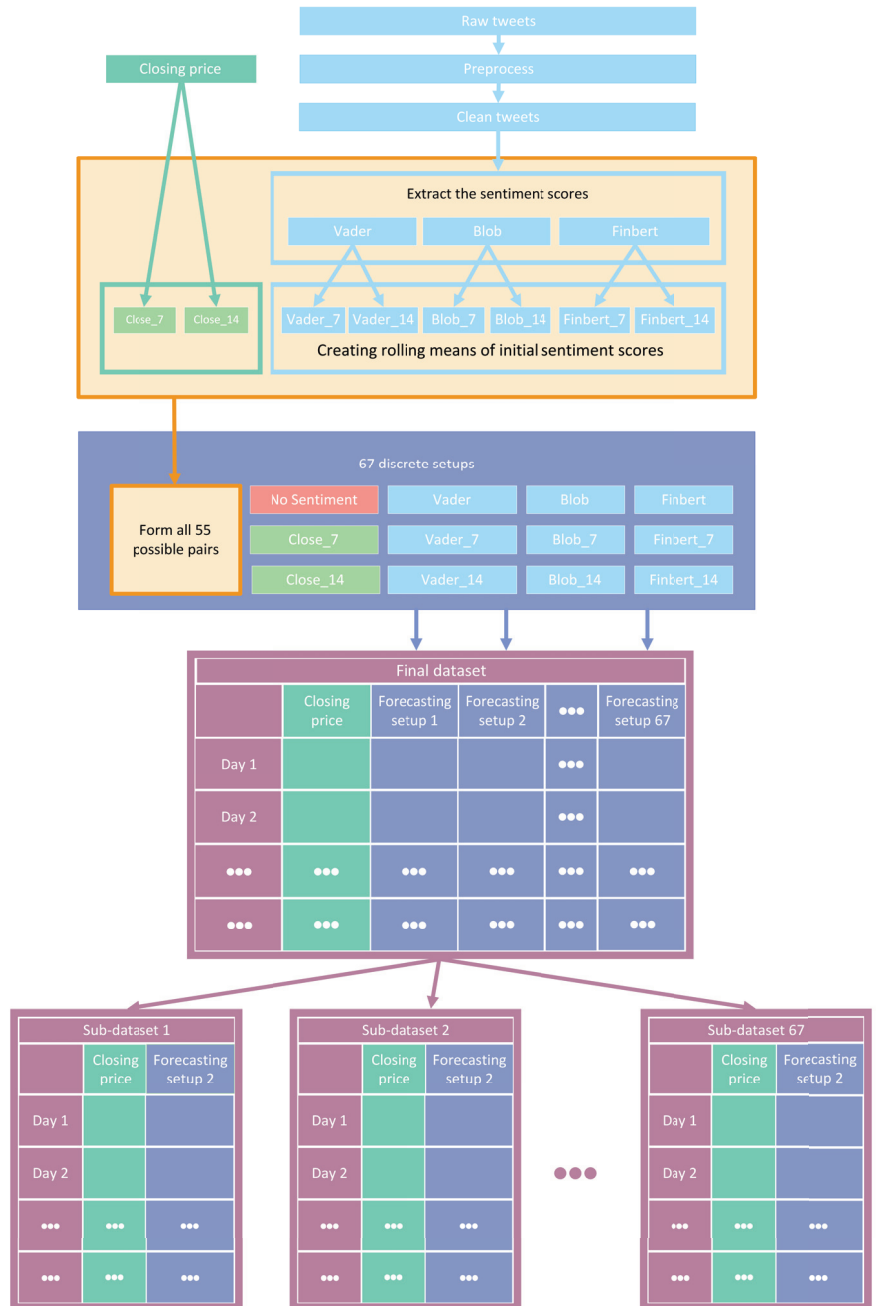 Raw tweets
Closing price
Preprocess
Clean tweets
Extract the sentiment scores
Vader
Blob
Finbert
Close_7
Close_14
Vader_7
Vader_14
Blob_7
Blob_14
Finbert_7
Finbert_14
Creating rolling means of initial sentiment scores
67 discrete setups
Form all 55
possible pairs
No Sentiment
Vader
Blob
Finbert
Close_7
Vader_7
Blob_7
Finbert_7
Close_14
Vader_14
Blob_14
Finbert_14
Final dataset
Closing
price
Forecasting
setup 1
Forecasting
setup 2
•••
Forecasting
setup 67
Day 1
•••
Day 2
•••
••• ••• ••• ••• ••• •••
••• ••• ••• ••• ••• •••
Sub-dataset 1
Closing
price
Forecasting
setup 2
Day 1
Day 2
••• ••• •••
••• ••• •••
Sub-dataset 2
Closing
price
Forecasting
setup 2
Day 1
Day 2
••• ••• •••
••• ••• •••
•••
Sub-dataset 67
Closing
price
Forecasting
setup 2
Day 1
Day 2
••• ••• •••
••• ••• •••